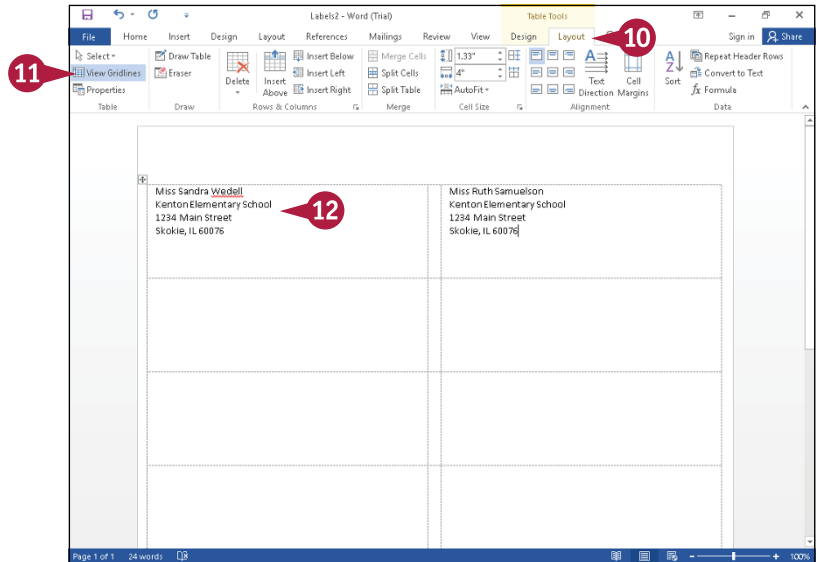 Labels2 - Word (Trial)
Table Tools
File Home Insert Design Layout References Mailings Review View Design Layout
10
Sign in Share
11
Select
View Gridlines
Properties
Table
Draw Table
Eraser
Draw
Delete
Insert Above
Insert Below
Insert Left
Insert Right
Rows & Columns
Merge Cells
Split Cells
Split Table
Merge
1.33"
4"
AutoFit
Cell Size
Text Direction
Cell Margins
Alignment
Sort
Repeat Header Rows
Convert to Text
fx Formula
Data
Miss Sandra Wedell
Kenton Elementary School
1234 Main Street
Skokie, IL 60076
12
Miss Ruth Samuelson
Kenton Elementary School
1234 Main Street
Skokie, IL 60076
Page 1 of 1 24 words
100%